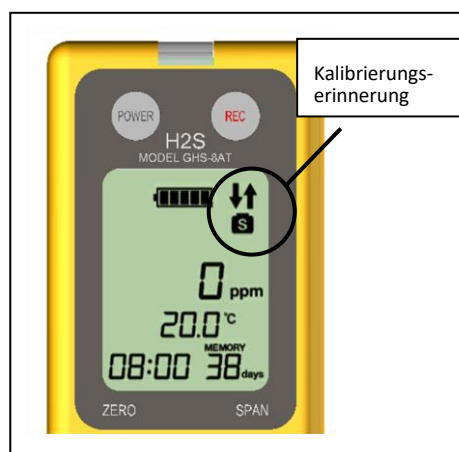 Kalibrierungs-
erinnerung
POWER
REC
H2S
MODEL GHS-8AT
S
0 ppm
20.0 °C
MEMORY
08:00 38 days
ZERO
SPAN